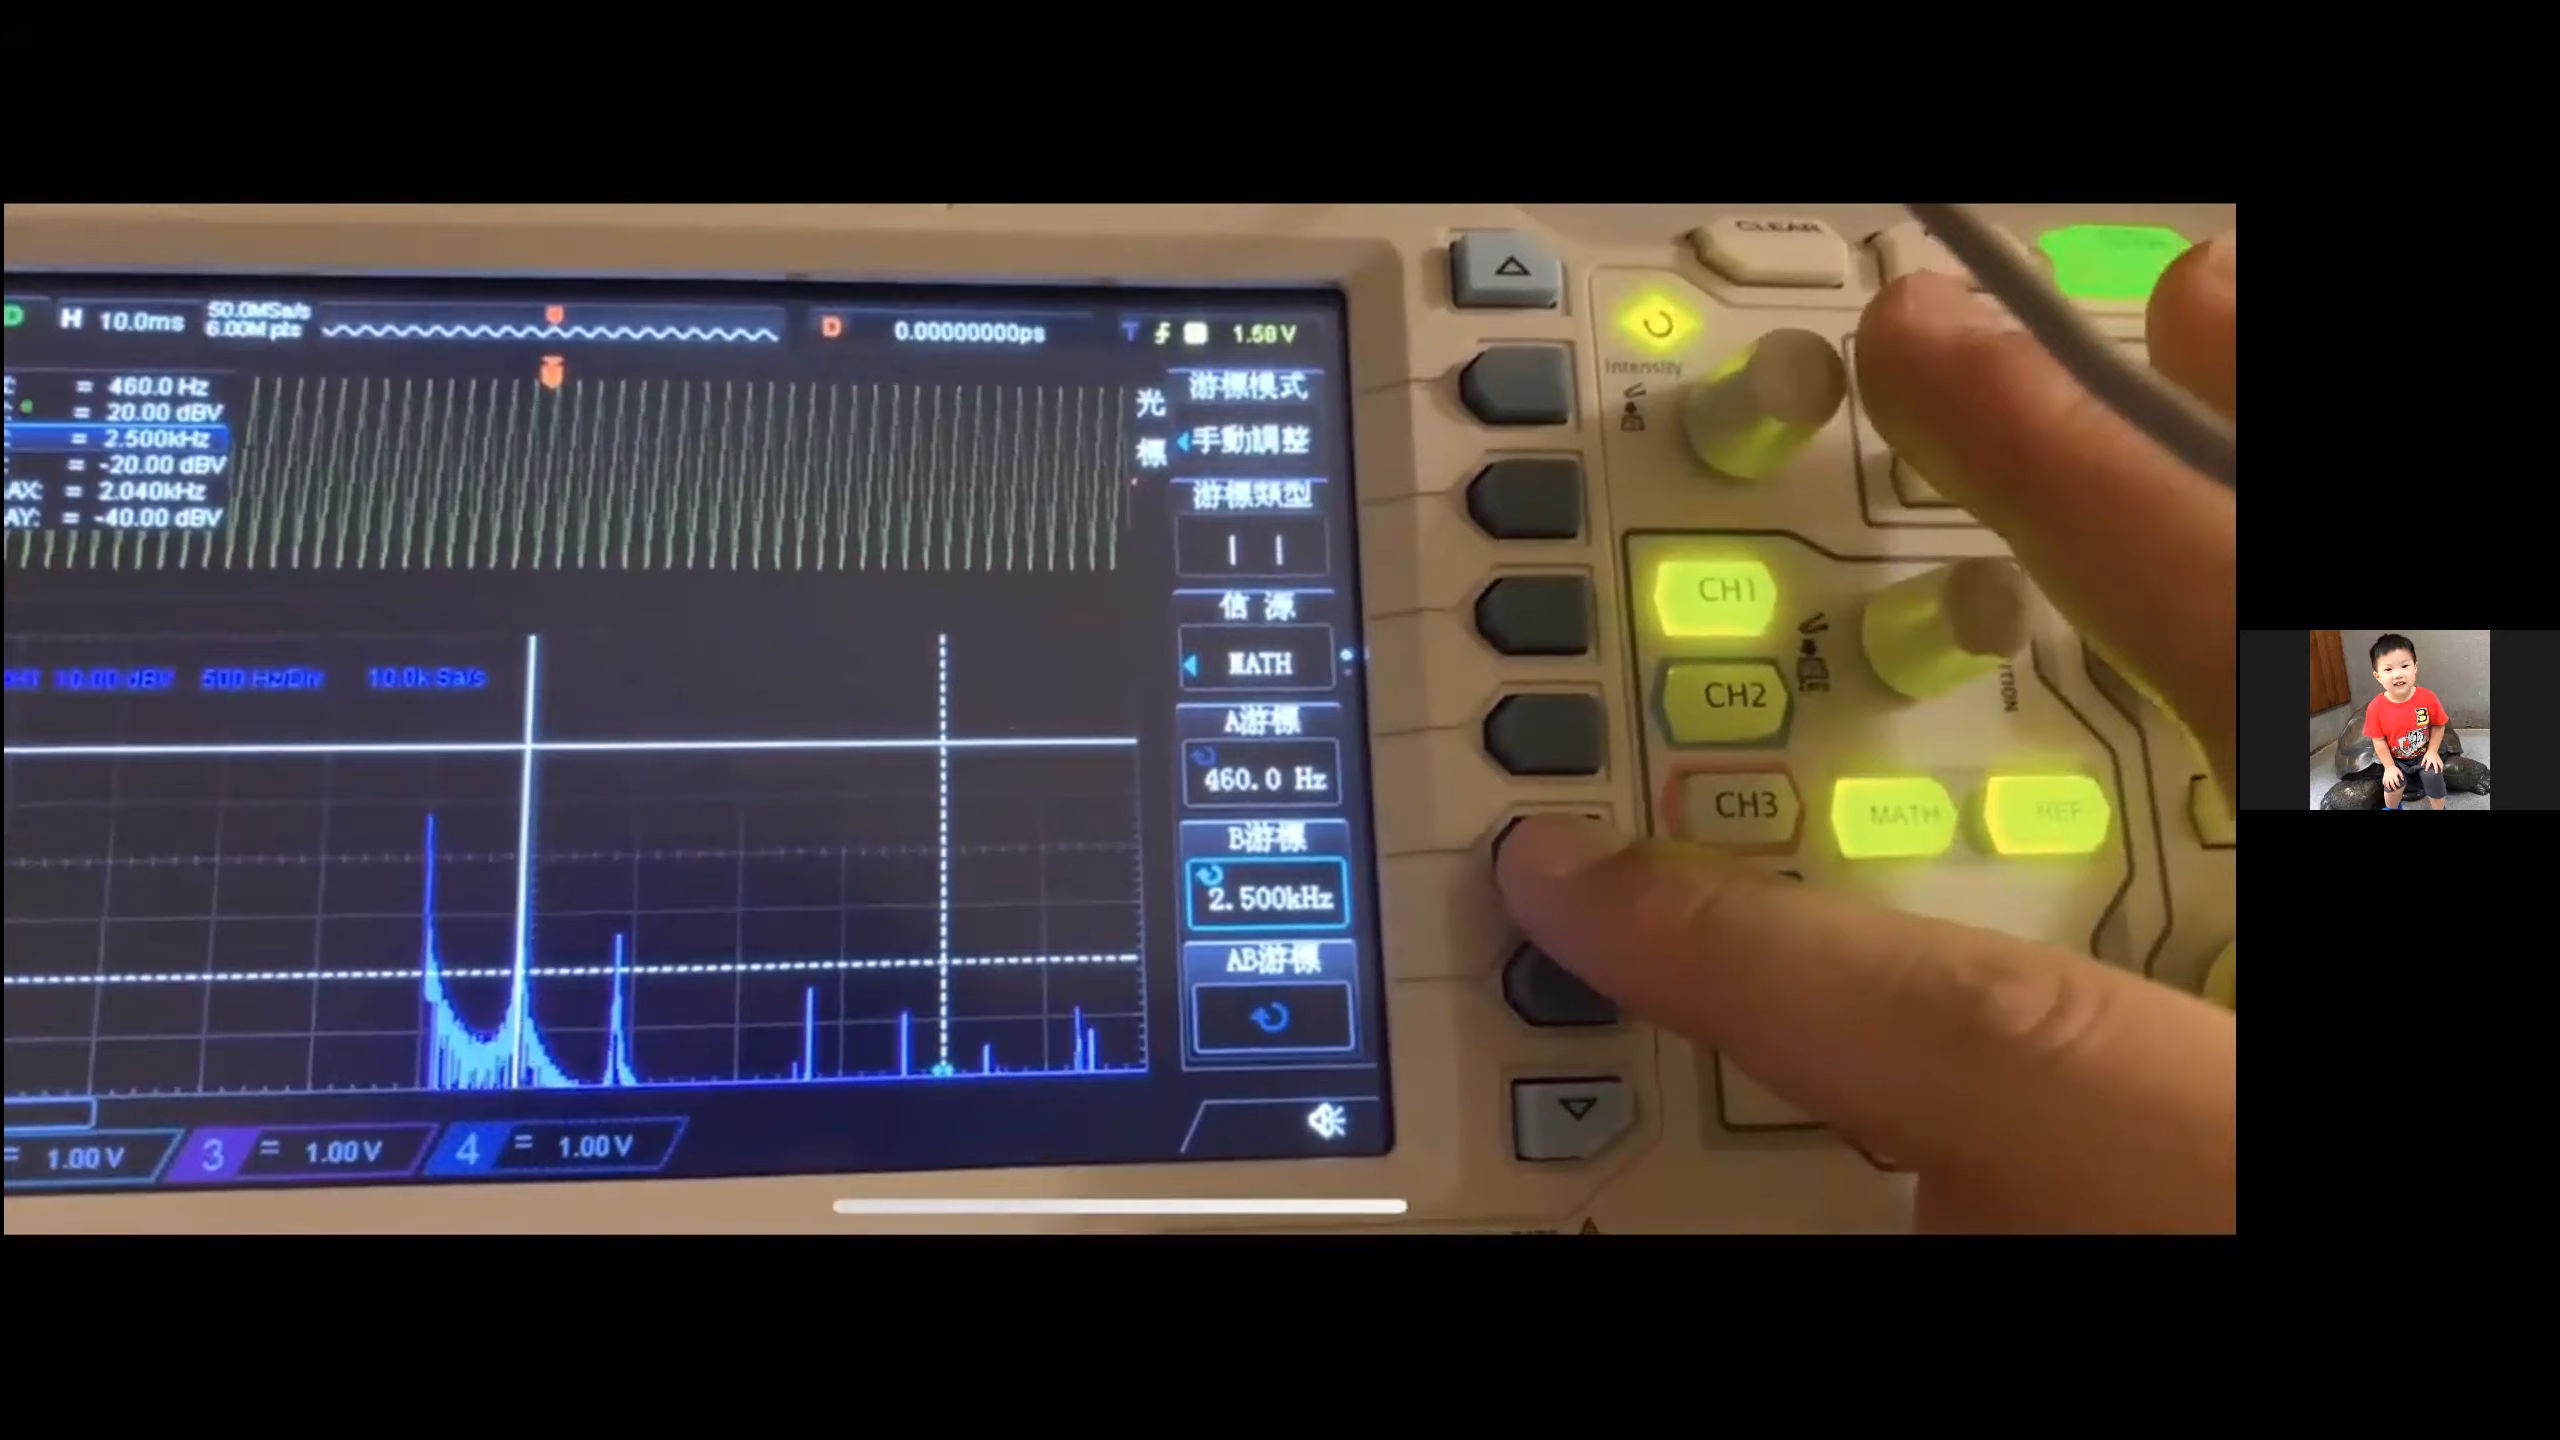 CLEAR
H 10.0ms
50.0MSa/s
6.00M pts
D 0.00000000ps
T 1.58 V
Intensity
= 460.0 Hz
= 20.00 dBV
= 2.500kHz
= -20.00 dBV
AX: = 2.040kHz
AY: = -40.00 dBV
光
標
游標模式
手動調整
游標類型
信 源
MATH
A游標
460.0 Hz
B游標
2.500kHz
AB游標
10.00 dBV 500 Hz/Div 10.0k Sa/s
CH1
CH2
CH3
MATH
REF
= 1.00 V
3 = 1.00 V
4 = 1.00 V
B